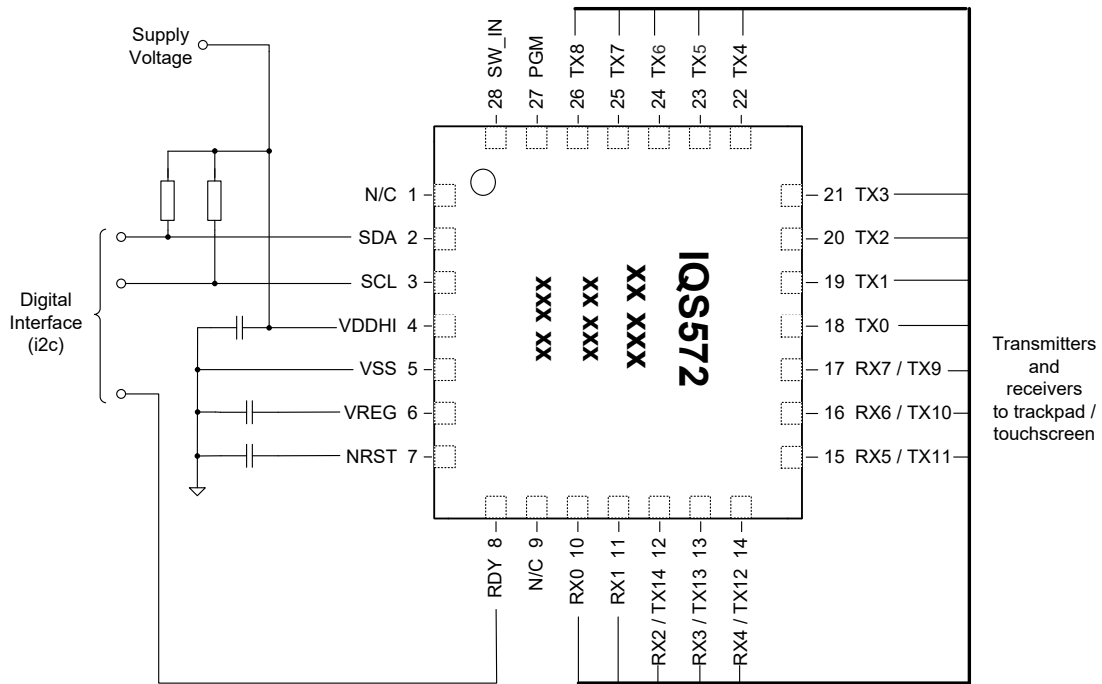 Supply
Voltage
28 SW_IN
27 PGM
26 TX8
25 TX7
24 TX6
23 TX5
22 TX4
N/C 1
SDA 2
SCL 3
VDDHI 4
VSS 5
VREG 6
NRST 7
Digital
Interface
(i2c)
IQS572
xx xxx
xxx xx
xxx xx
21 TX3
20 TX2
19 TX1
18 TX0
17 RX7 / TX9
16 RX6 / TX10
15 RX5 / TX11
Transmitters
and
receivers
to trackpad /
touchscreen
RDY 8
N/C 9
RX0 10
RX1 11
RX2 / TX14 12
RX3 / TX13 13
RX4 / TX12 14